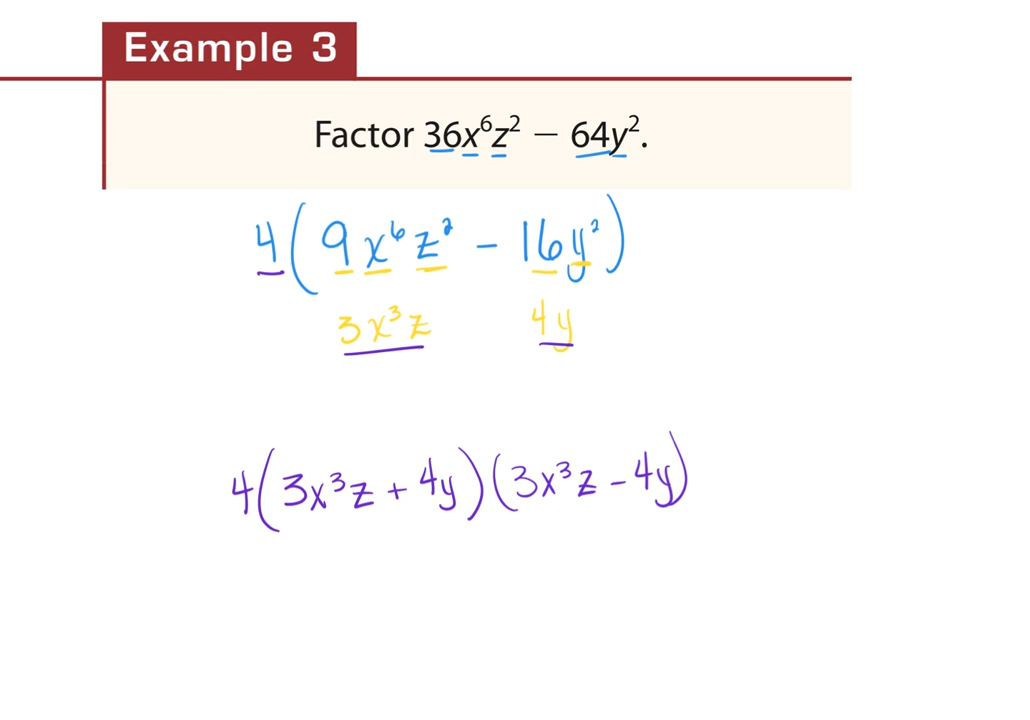 Example 3
Factor 36x⁶z² − 64y².
4(9x⁶z² − 16y²)
3x³z 4y
4(3x³z + 4y)(3x³z − 4y)